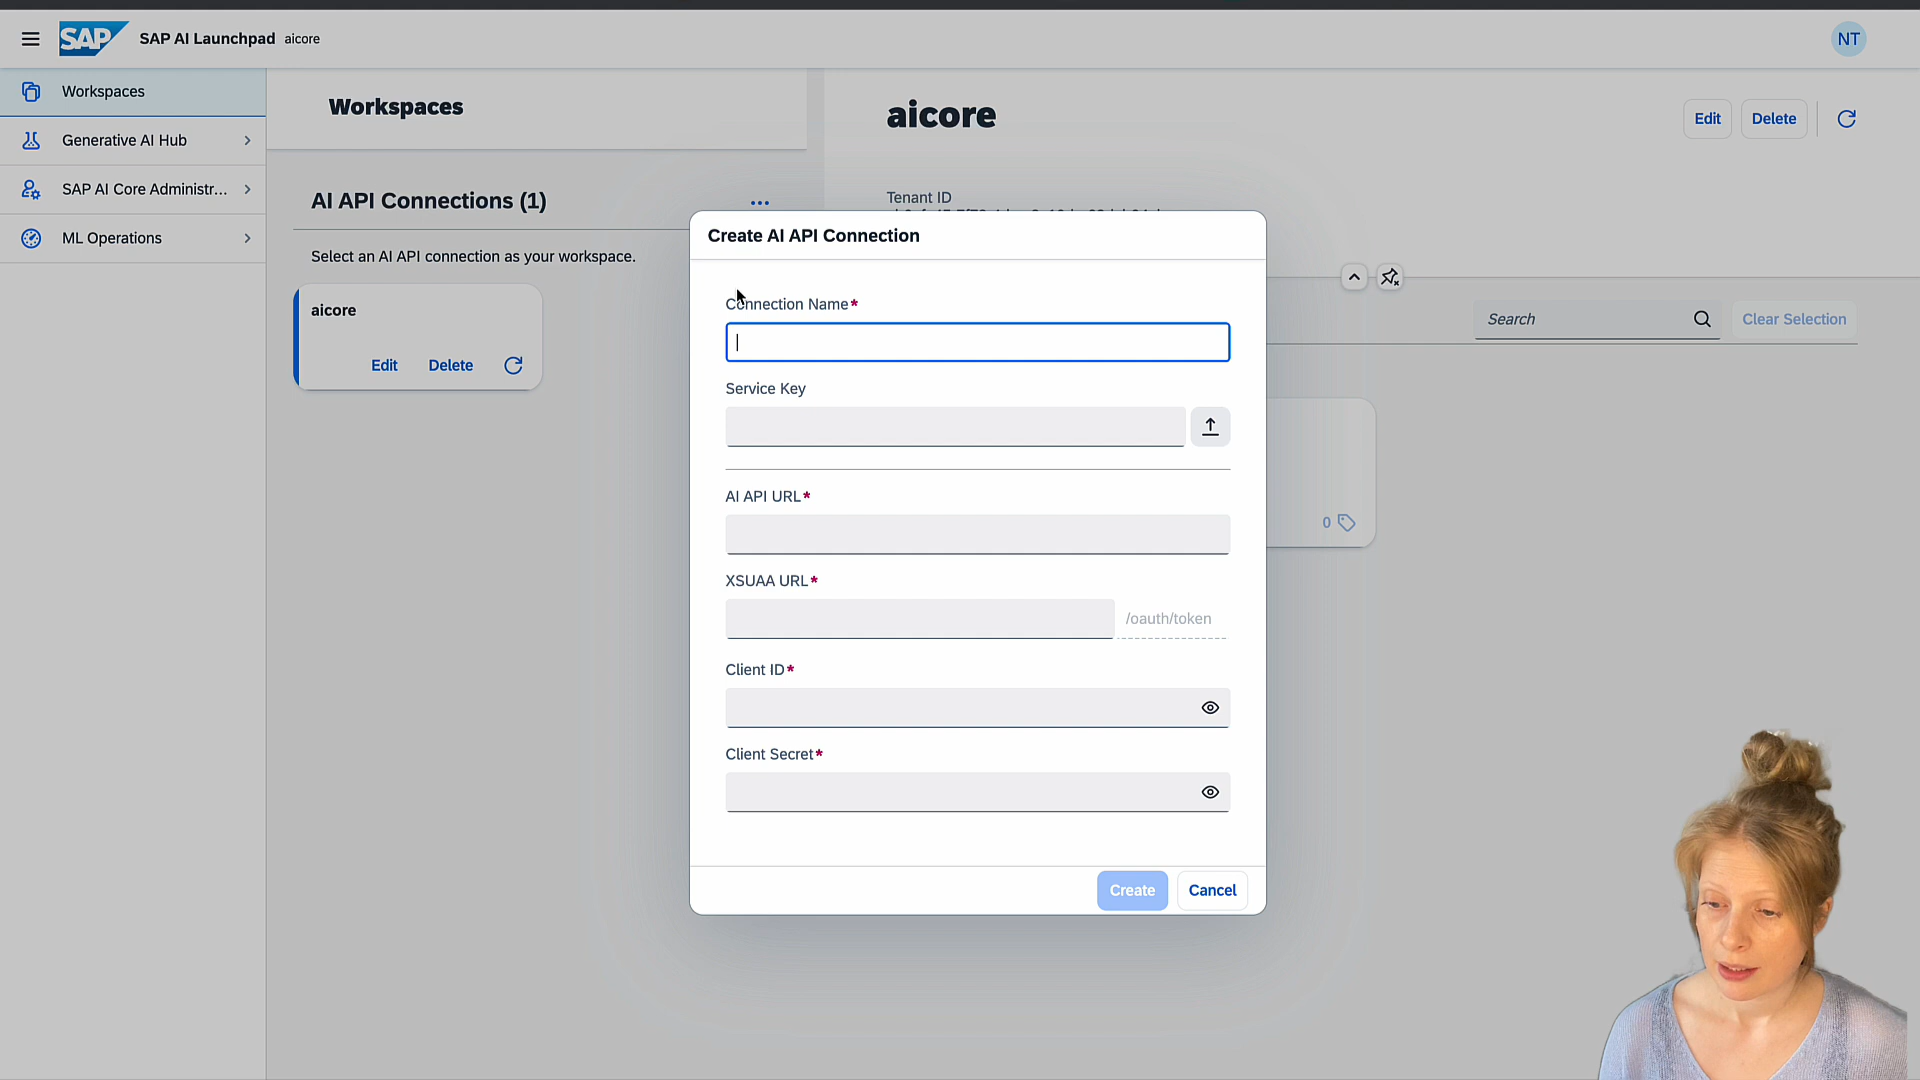 SAP SAP AI Launchpad aicore
NT
Workspaces
Generative AI Hub
SAP AI Core Administr...
ML Operations
Workspaces
AI API Connections (1)
Select an AI API connection as your workspace.
aicore
Edit Delete
aicore
Edit Delete
Tenant ID
Search
Clear Selection
0
Create AI API Connection
Connection Name*
Service Key
AI API URL*
XSUAA URL*
/oauth/token
Client ID*
Client Secret*
Create Cancel